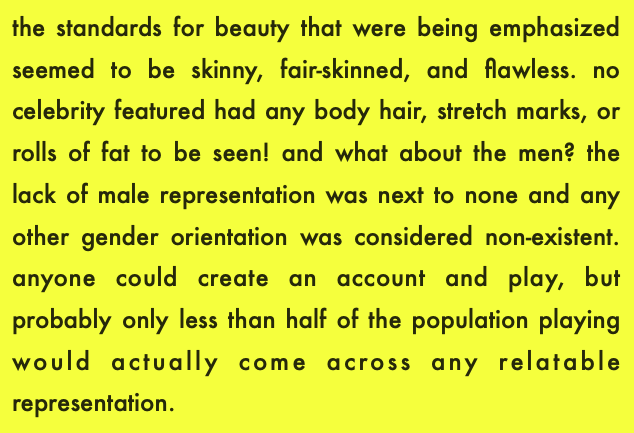 the standards for beauty that were being emphasized
seemed to be skinny, fair-skinned, and flawless. no
celebrity featured had any body hair, stretch marks, or
rolls of fat to be seen! and what about the men? the
lack of male representation was next to none and any
other gender orientation was considered non-existent.
anyone could create an account and play, but
probably only less than half of the population playing
would actually come across any relatable
representation.